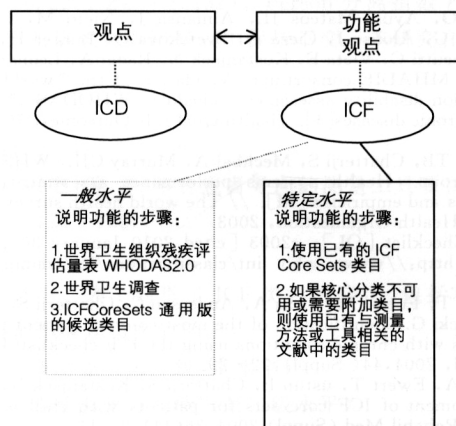 观点
功能
观点
ICD
ICF
一般水平
说明功能的步骤:
1.世界卫生组织残疾评
估量表 WHODAS2.0
2.世界卫生调查
3.ICFCoreSets 通用版
的候选类目
特定水平
说明功能的步骤:
1.使用已有的 ICF
Core Sets 类目
2.如果核心分类不可
用或需要附加类目,
则使用已有与测量
方法或工具相关的
文献中的类目